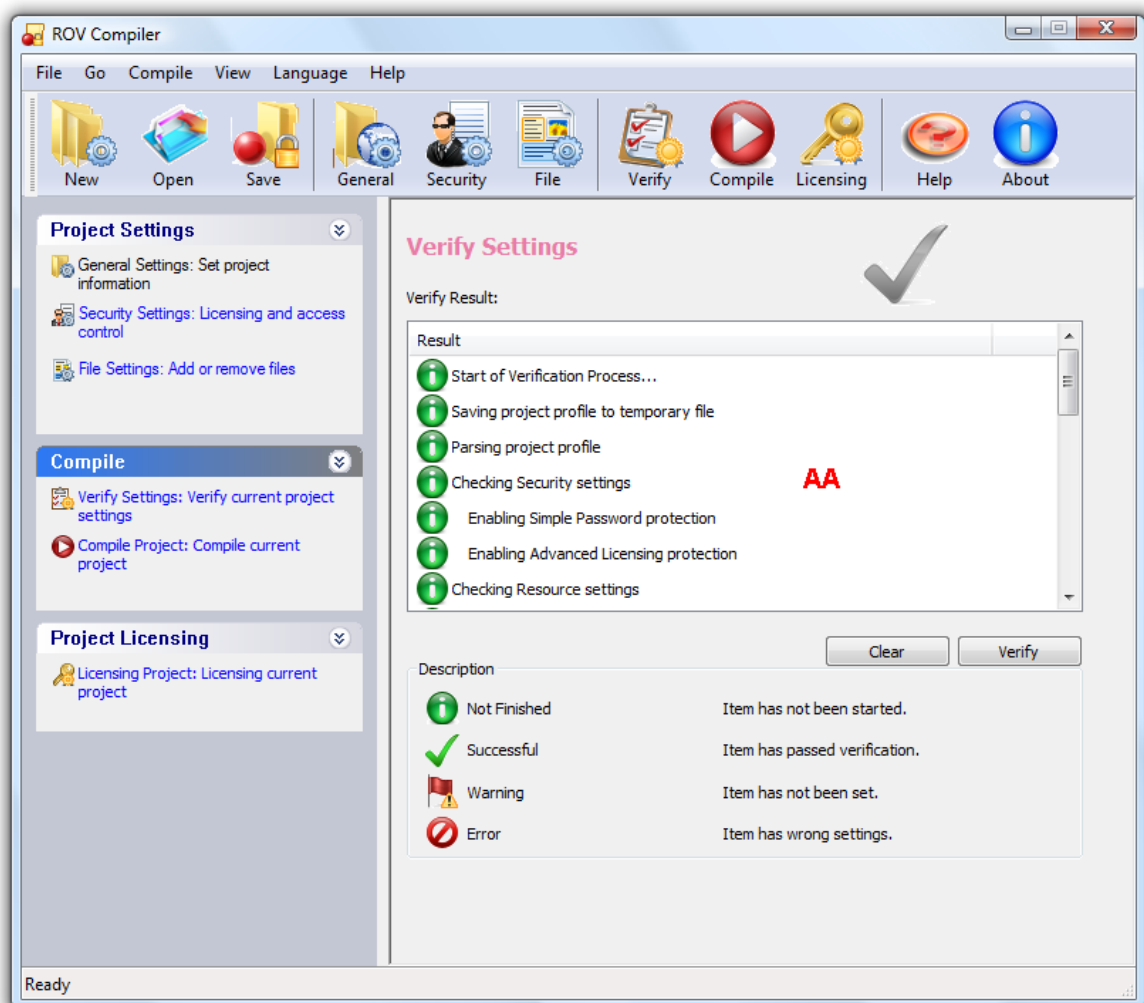 ROV Compiler
File Go Compile View Language Help
New Open Save General Security File Verify Compile Licensing Help About
Project Settings
General Settings: Set project
information
Security Settings: Licensing and access
control
File Settings: Add or remove files
Compile
Verify Settings: Verify current project
settings
Compile Project: Compile current
project
Project Licensing
Licensing Project: Licensing current
project
Verify Settings
Verify Result:
Result
Start of Verification Process...
Saving project profile to temporary file
Parsing project profile
Checking Security settings
AA
Enabling Simple Password protection
Enabling Advanced Licensing protection
Checking Resource settings
Clear Verify
Description
Not Finished Item has not been started.
Successful Item has passed verification.
Warning Item has not been set.
Error Item has wrong settings.
Ready